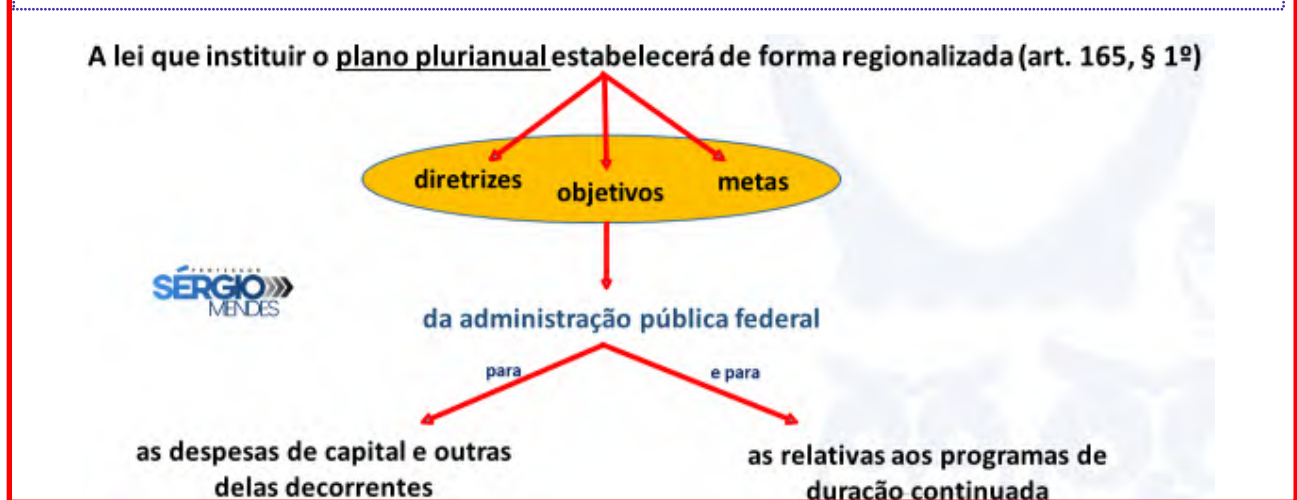 A lei que instituir o plano plurianual estabelecerá de forma regionalizada (art. 165, § 1º)
diretrizes
objetivos
metas
PROFESSOR
SÉRGIO
MENDES
da administração pública federal
para
e para
as despesas de capital e outras
delas decorrentes
as relativas aos programas de
duração continuada